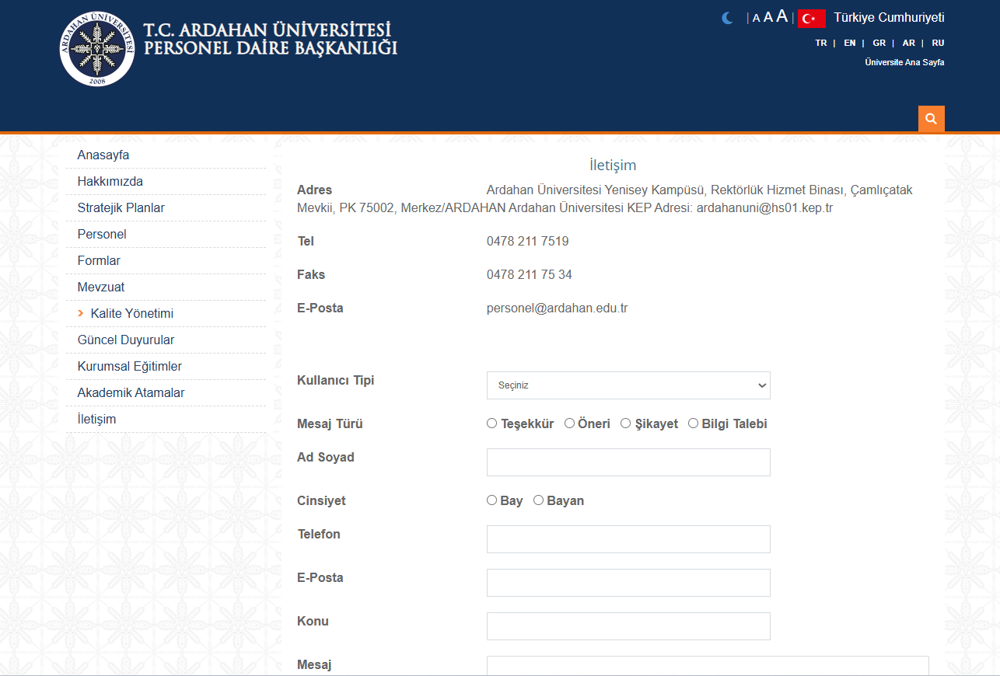 ARDAHAN ÜNİVERSİTESİ
2008
T.C. ARDAHAN ÜNİVERSİTESİ
PERSONEL DAİRE BAŞKANLIĞI
| A A A | Türkiye Cumhuriyeti
TR | EN | GR | AR | RU
Üniversite Ana Sayfa
Anasayfa
Hakkımızda
Stratejik Planlar
Personel
Formlar
Mevzuat
Kalite Yönetimi
Güncel Duyurular
Kurumsal Eğitimler
Akademik Atamalar
İletişim
İletişim
Adres Ardahan Üniversitesi Yenisey Kampüsü, Rektörlük Hizmet Binası, Çamlıçatak
Mevkii, PK 75002, Merkez/ARDAHAN Ardahan Üniversitesi KEP Adresi: ardahanuni@hs01.kep.tr
Tel 0478 211 7519
Faks 0478 211 75 34
E-Posta personel@ardahan.edu.tr
Kullanıcı Tipi Seçiniz
Mesaj Türü Teşekkür Öneri Şikayet Bilgi Talebi
Ad Soyad
Cinsiyet Bay Bayan
Telefon
E-Posta
Konu
Mesaj